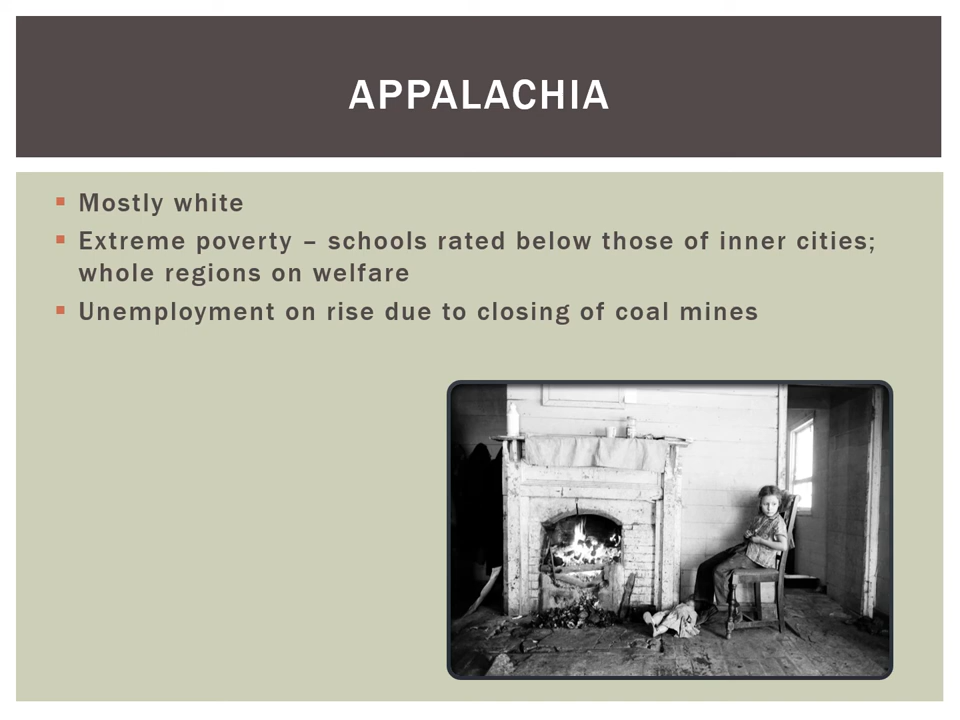 APPALACHIA
▪ Mostly white
▪ Extreme poverty – schools rated below those of inner cities;
whole regions on welfare
▪ Unemployment on rise due to closing of coal mines